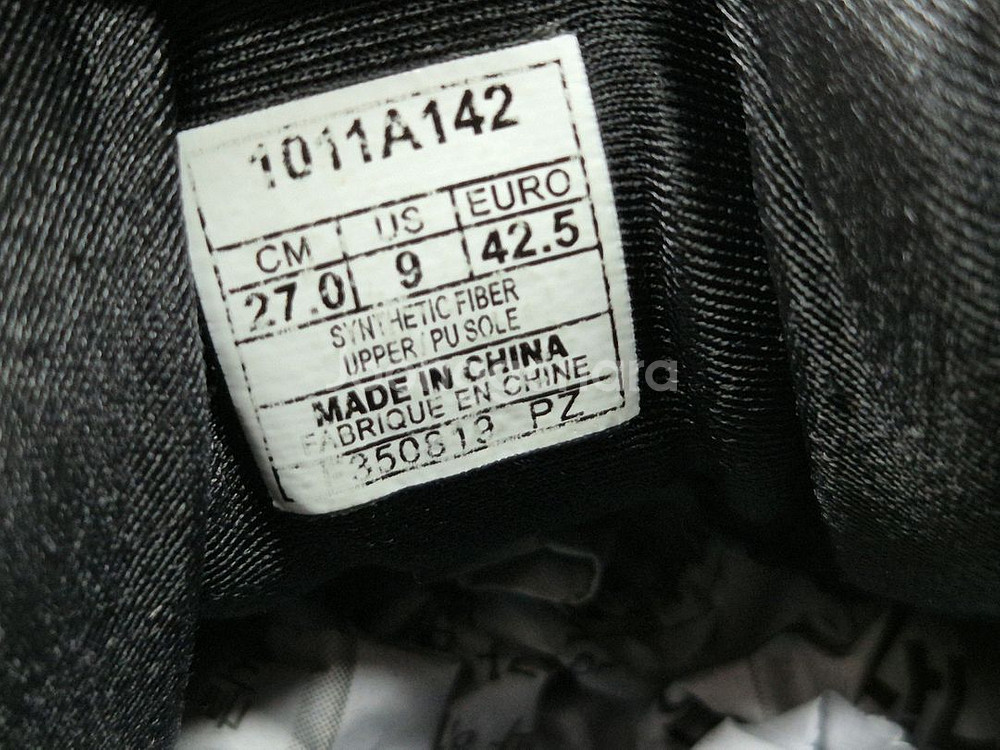 1011A142
CM US EURO
27.0 9 42.5
SYNTHETIC FIBER
UPPER / PU SOLE
MADE IN CHINA
FABRIQUE EN CHINE
350813 PZ